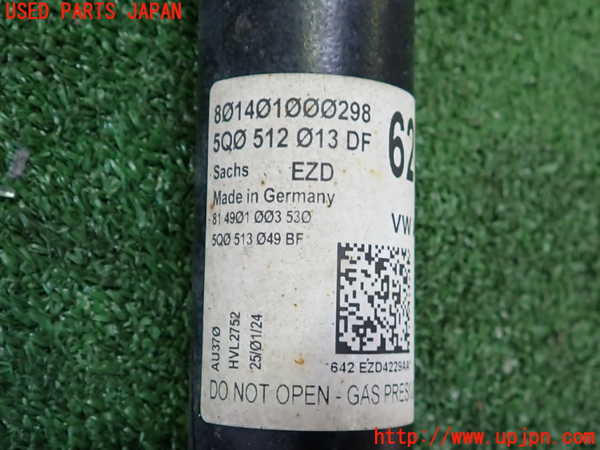 USED PARTS JAPAN
8Ø14Ø1ØØØ298
5QØ 512 Ø13 DF
62
Sachs EZD
Made in Germany
81 49Ø1 ØØ3 53Ø
VW
5QØ 513 Ø49 BF
AU37Ø
HVL2752
25/Ø1/24
642 EZD4229AA
DO NOT OPEN - GAS PRES
http://www.upjpn.com/